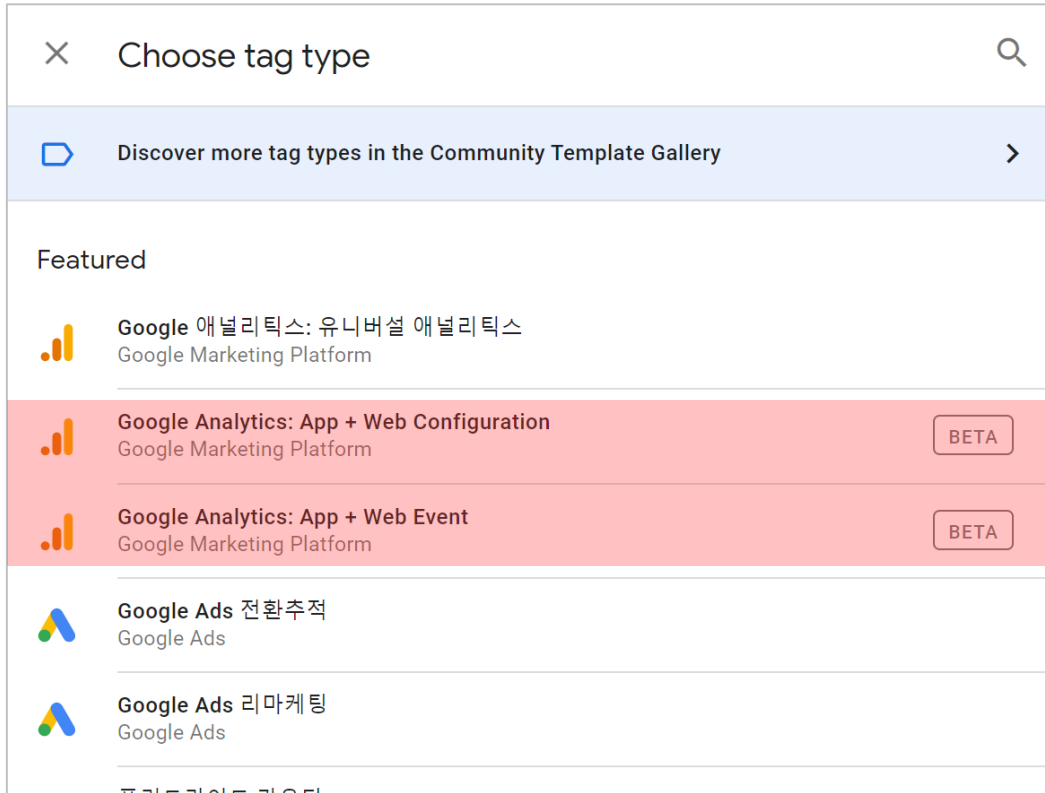 Choose tag type
Discover more tag types in the Community Template Gallery
Featured
Google 애널리틱스: 유니버설 애널리틱스
Google Marketing Platform
Google Analytics: App + Web Configuration
Google Marketing Platform
BETA
Google Analytics: App + Web Event
Google Marketing Platform
BETA
Google Ads 전환추적
Google Ads
Google Ads 리마케팅
Google Ads